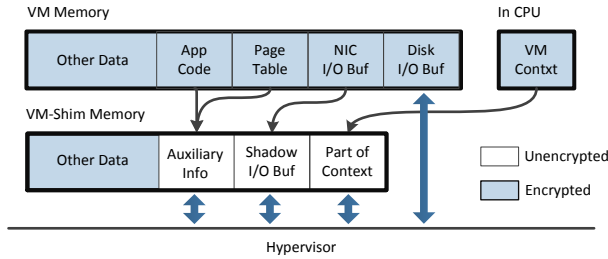 VM Memory
In CPU
Other Data
App
Code
Page
Table
NIC
I/O Buf
Disk
I/O Buf
VM
Contxt
VM-Shim Memory
Other Data
Auxiliary
Info
Shadow
I/O Buf
Part of
Context
Unencrypted
Encrypted
Hypervisor